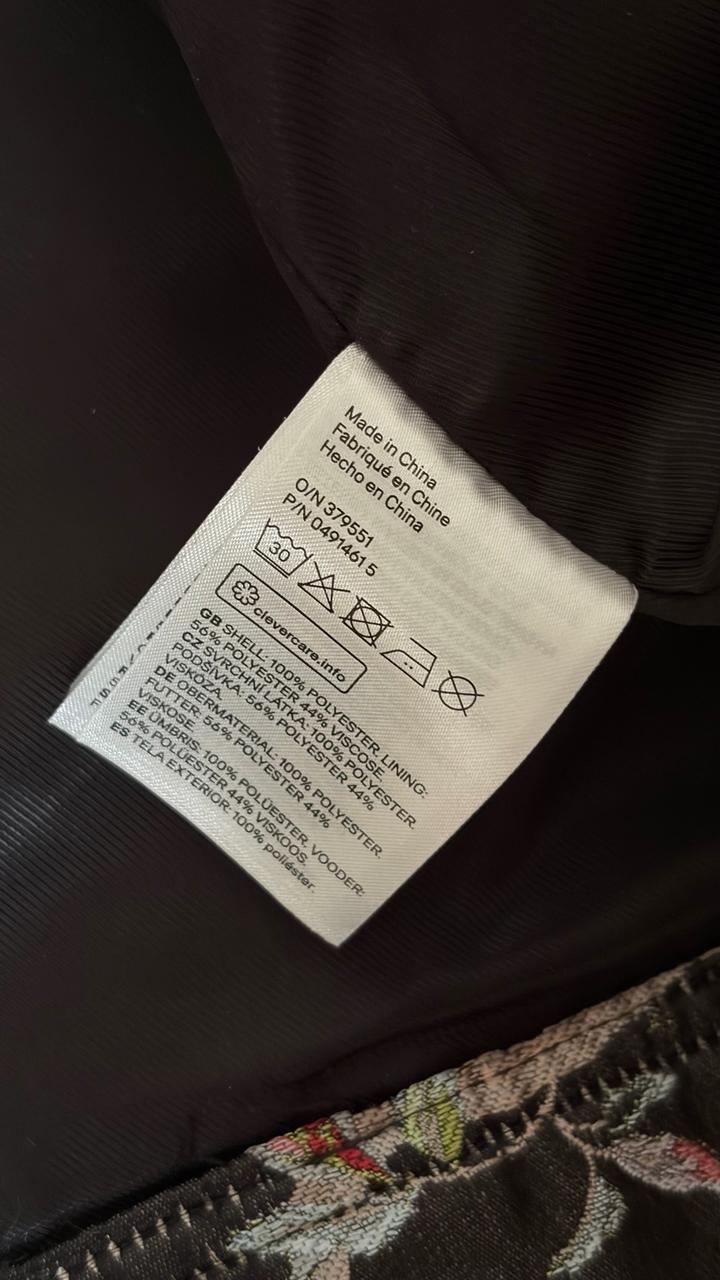 Made in China
Fabriqué en Chine
Hecho en China
O/N 379551
P/N 0491461 5
30
clevercare.info
GB SHELL: 100% POLYESTER. LINING:
56% POLYESTER 44% VISCOSE
CZ SVRCHNÍ LÁTKA: 100% POLYESTER.
PODŠÍVKA: 56% POLYESTER 44%
VISKÓZA
DE OBERMATERIAL: 100% POLYESTER.
FUTTER: 56% POLYESTER 44%
VISKOSE
EE ÜMBRIS: 100% POLÜESTER. VOODER:
56% POLÜESTER 44% VISKOOS.
ES TELA EXTERIOR: 100% poliéster.